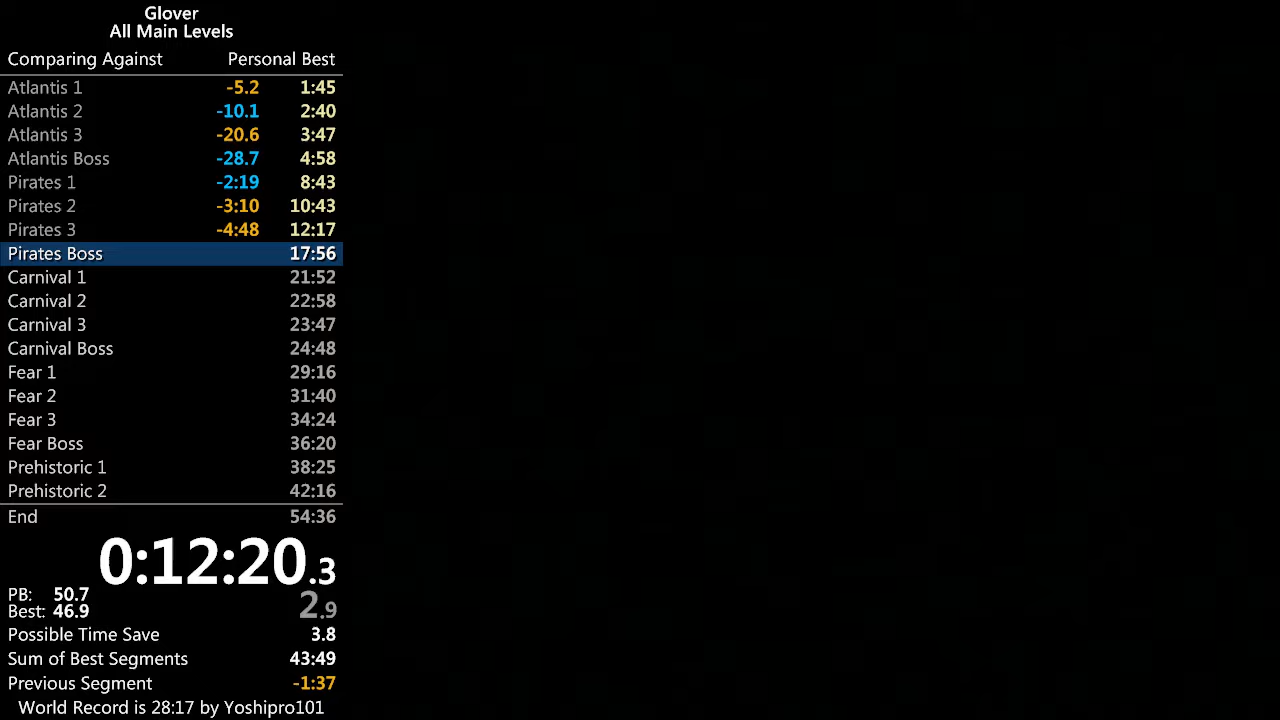 Glover
All Main Levels
Comparing Against Personal Best
Atlantis 1 -5.2 1:45
Atlantis 2 -10.1 2:40
Atlantis 3 -20.6 3:47
Atlantis Boss -28.7 4:58
Pirates 1 -2:19 8:43
Pirates 2 -3:10 10:43
Pirates 3 -4:48 12:17
Pirates Boss 17:56
Carnival 1 21:52
Carnival 2 22:58
Carnival 3 23:47
Carnival Boss 24:48
Fear 1 29:16
Fear 2 31:40
Fear 3 34:24
Fear Boss 36:20
Prehistoric 1 38:25
Prehistoric 2 42:16
End 54:36
0:12:20.3
PB: 50.7
Best: 46.9 2.9
Possible Time Save 3.8
Sum of Best Segments 43:49
Previous Segment -1:37
World Record is 28:17 by Yoshipro101